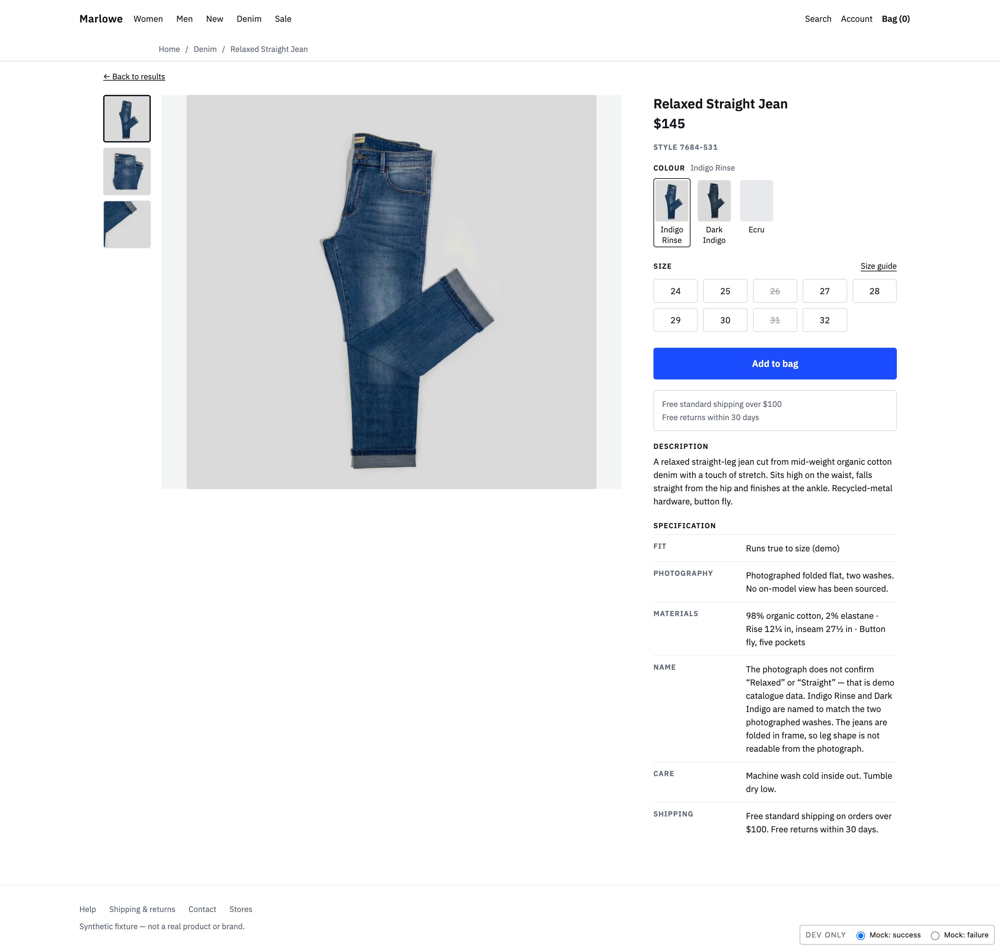 Marlowe Women Men New Denim Sale Search Account Bag (0)
Home / Denim / Relaxed Straight Jean
← Back to results
Relaxed Straight Jean
$145
STYLE 7684-531
COLOUR Indigo Rinse
Indigo Rinse
Dark Indigo
Ecru
SIZE Size guide
24 25 26 27 28
29 30 31 32
Add to bag
Free standard shipping over $100
Free returns within 30 days
DESCRIPTION
A relaxed straight-leg jean cut from mid-weight organic cotton
denim with a touch of stretch. Sits high on the waist, falls
straight from the hip and finishes at the ankle. Recycled-metal
hardware, button fly.
SPECIFICATION
FIT Runs true to size (demo)
PHOTOGRAPHY Photographed folded flat, two washes.
No on-model view has been sourced.
MATERIALS 98% organic cotton, 2% elastane ·
Rise 12¼ in, inseam 27½ in · Button
fly, five pockets
NAME The photograph does not confirm
“Relaxed” or “Straight” — that is demo
catalogue data. Indigo Rinse and Dark
Indigo are named to match the two
photographed washes. The jeans are
folded in frame, so leg shape is not
readable from the photograph.
CARE Machine wash cold inside out. Tumble
dry low.
SHIPPING Free standard shipping on orders over
$100. Free returns within 30 days.
Help Shipping & returns Contact Stores
Synthetic fixture — not a real product or brand.
DEV ONLY Mock: success Mock: failure